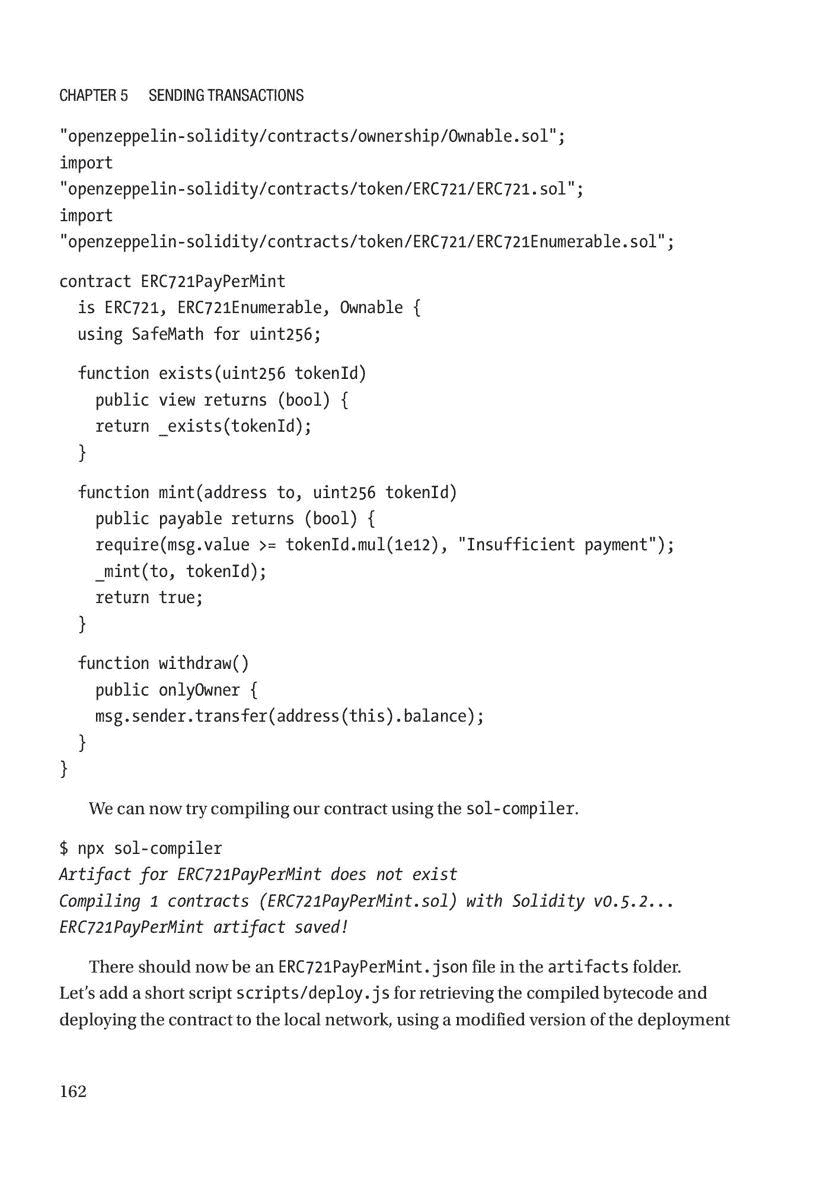 CHAPTER 5 SENDING TRANSACTIONS
"openzeppelin-solidity/contracts/ownership/Ownable.sol";
import
"openzeppelin-solidity/contracts/token/ERC721/ERC721.sol";
import
"openzeppelin-solidity/contracts/token/ERC721/ERC721Enumerable.sol";
contract ERC721PayPerMint
  is ERC721, ERC721Enumerable, Ownable {
  using SafeMath for uint256;
  function exists(uint256 tokenId)
    public view returns (bool) {
    return _exists(tokenId);
  }
  function mint(address to, uint256 tokenId)
    public payable returns (bool) {
    require(msg.value >= tokenId.mul(1e12), "Insufficient payment");
    _mint(to, tokenId);
    return true;
  }
  function withdraw()
    public onlyOwner {
    msg.sender.transfer(address(this).balance);
  }
}
We can now try compiling our contract using the sol-compiler.
$ npx sol-compiler
Artifact for ERC721PayPerMint does not exist
Compiling 1 contracts (ERC721PayPerMint.sol) with Solidity v0.5.2...
ERC721PayPerMint artifact saved!
There should now be an ERC721PayPerMint.json file in the artifacts folder.
Let's add a short script scripts/deploy.js for retrieving the compiled bytecode and
deploying the contract to the local network, using a modified version of the deployment
162